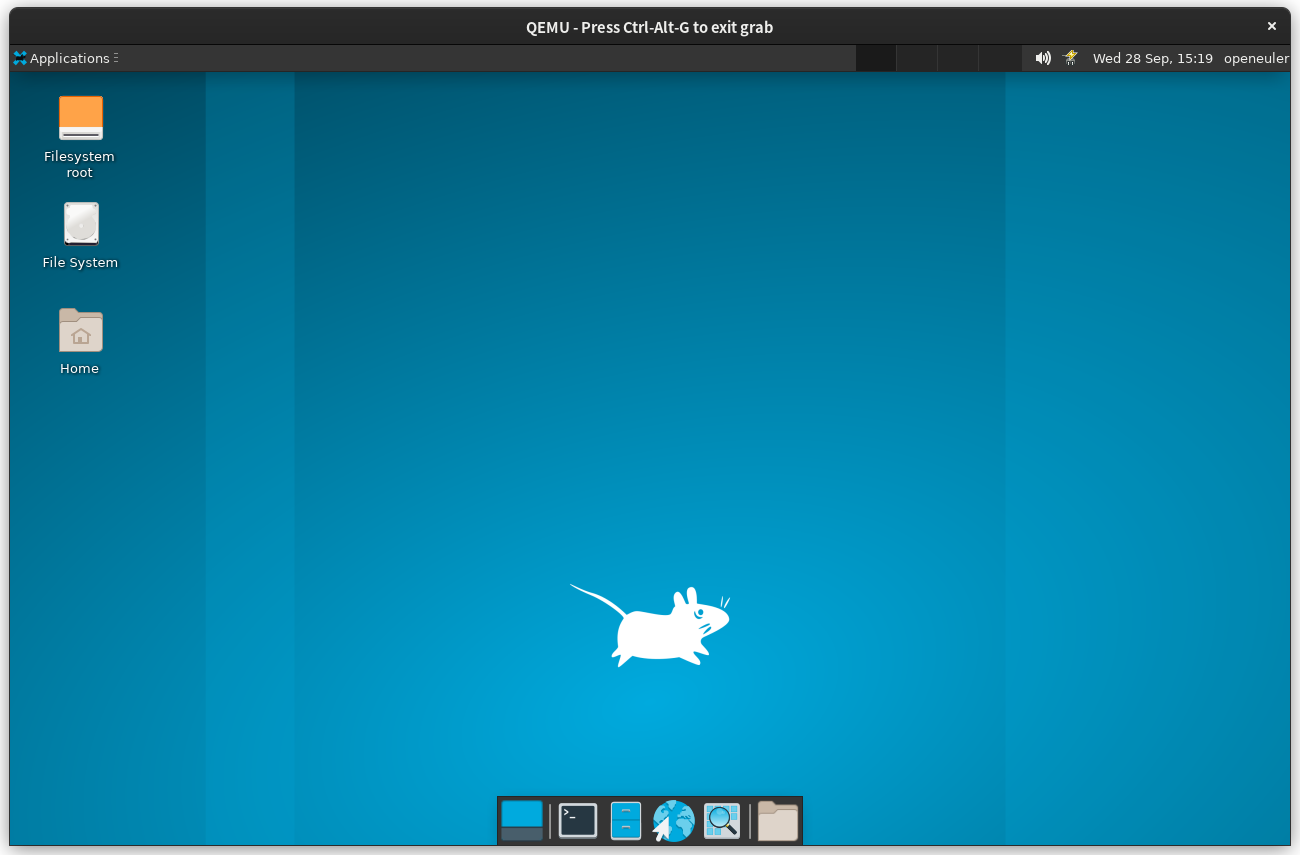 QEMU - Press Ctrl-Alt-G to exit grab
Applications
Wed 28 Sep, 15:19
openeuler
Filesystem
root
File System
Home
>_